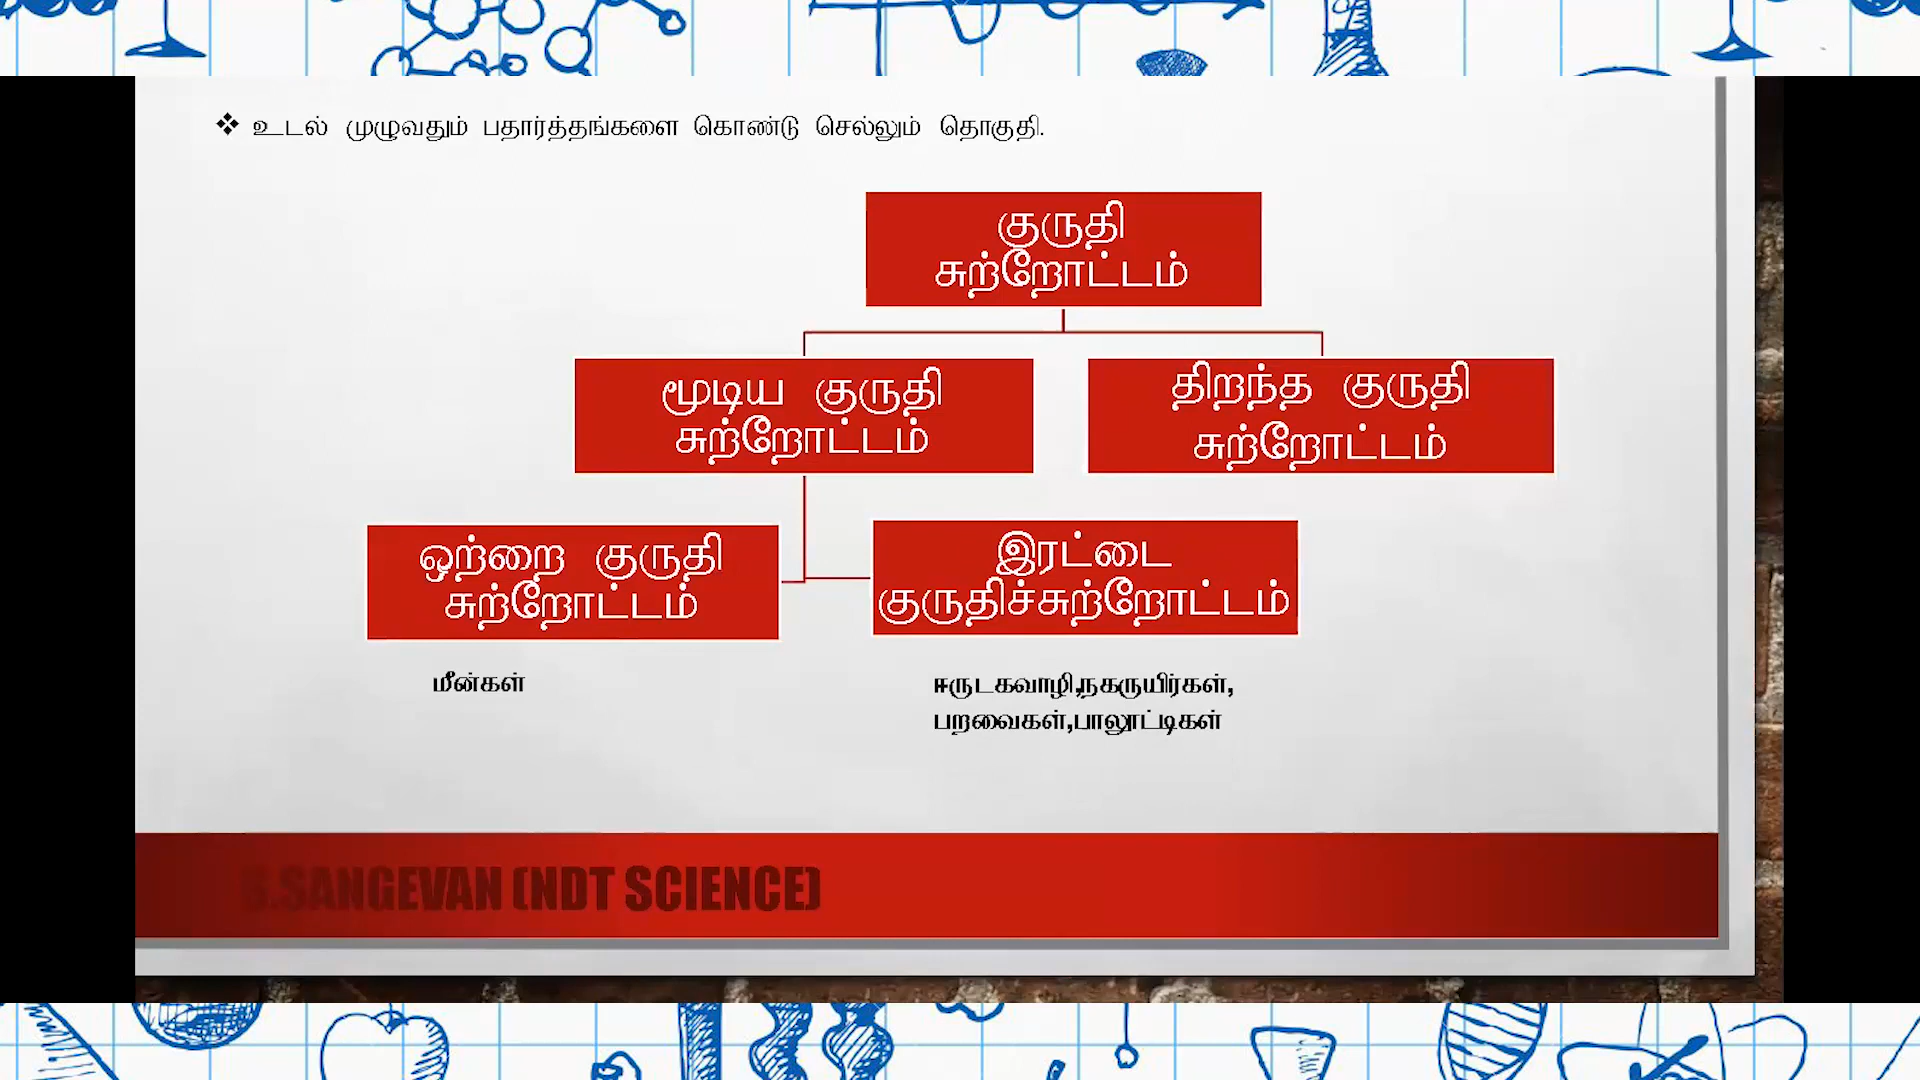 ❖ உடல் முழுவதும் பதார்த்தங்களை கொண்டு செல்லும் தொகுதி.
குருதி
சுற்றோட்டம்
மூடிய குருதி
சுற்றோட்டம்
திறந்த குருதி
சுற்றோட்டம்
ஒற்றை குருதி
சுற்றோட்டம்
இரட்டை
குருதிச்சுற்றோட்டம்
மீன்கள்
ஈருடகவாழி,நகருயிர்கள்,
பறவைகள்,பாலூட்டிகள்
S.SANGEVAN (NDT SCIENCE)